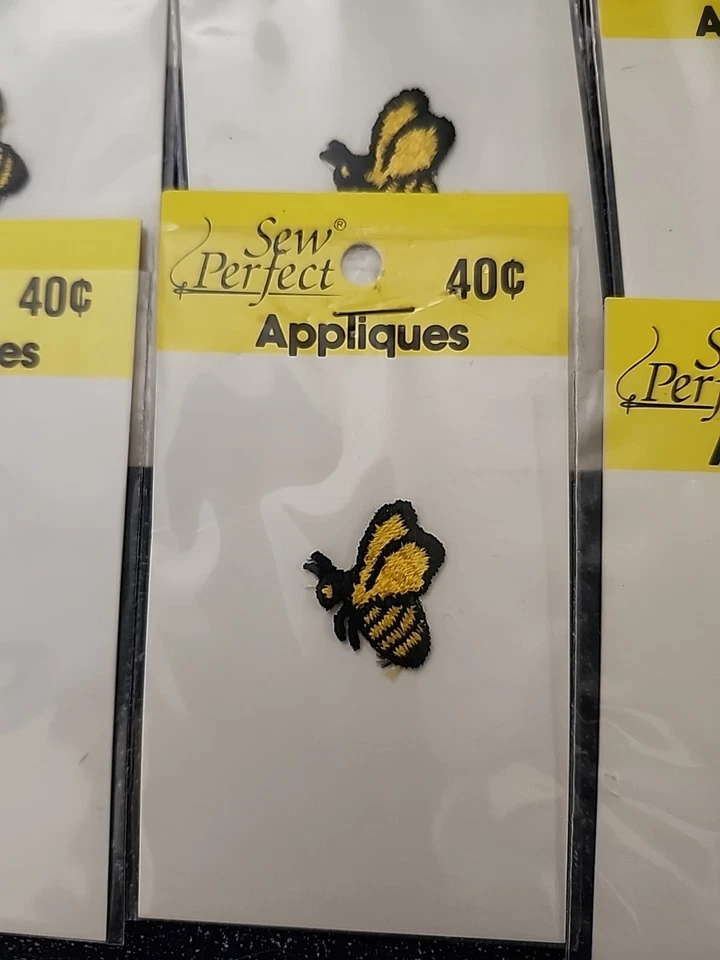 A
Sew®
Perfect
40¢
Appliques
40¢
es
S
Perf
A